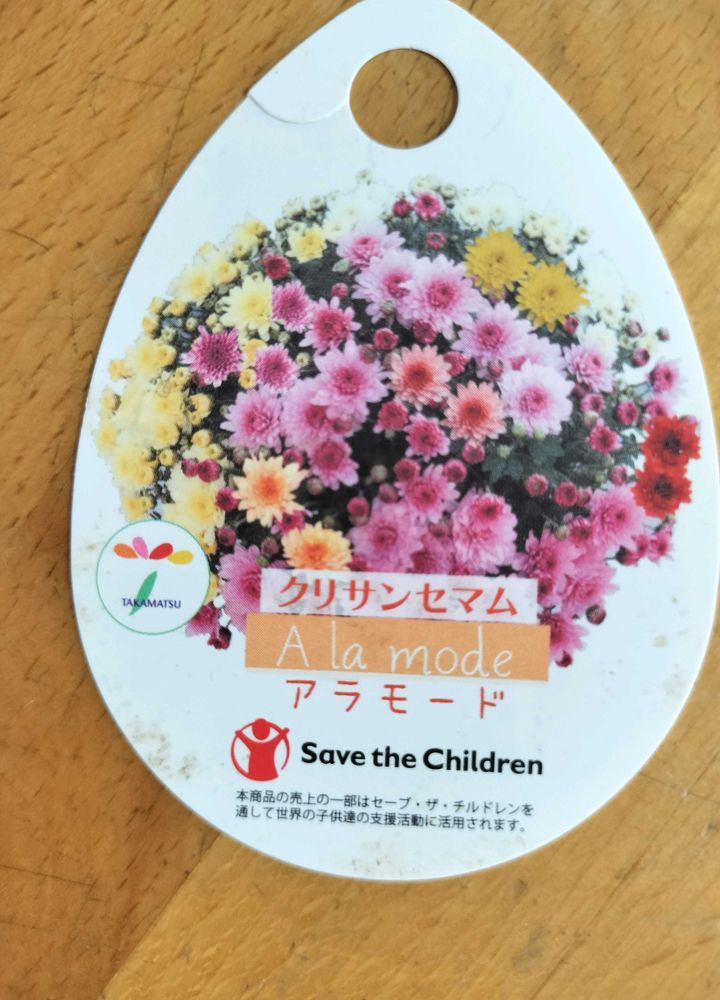 TAKAMATSU
クリサンセマム
A la mode
アラモード
Save the Children
本商品の売上の一部はセーブ・ザ・チルドレンを
通して世界の子供達の支援活動に活用されます。